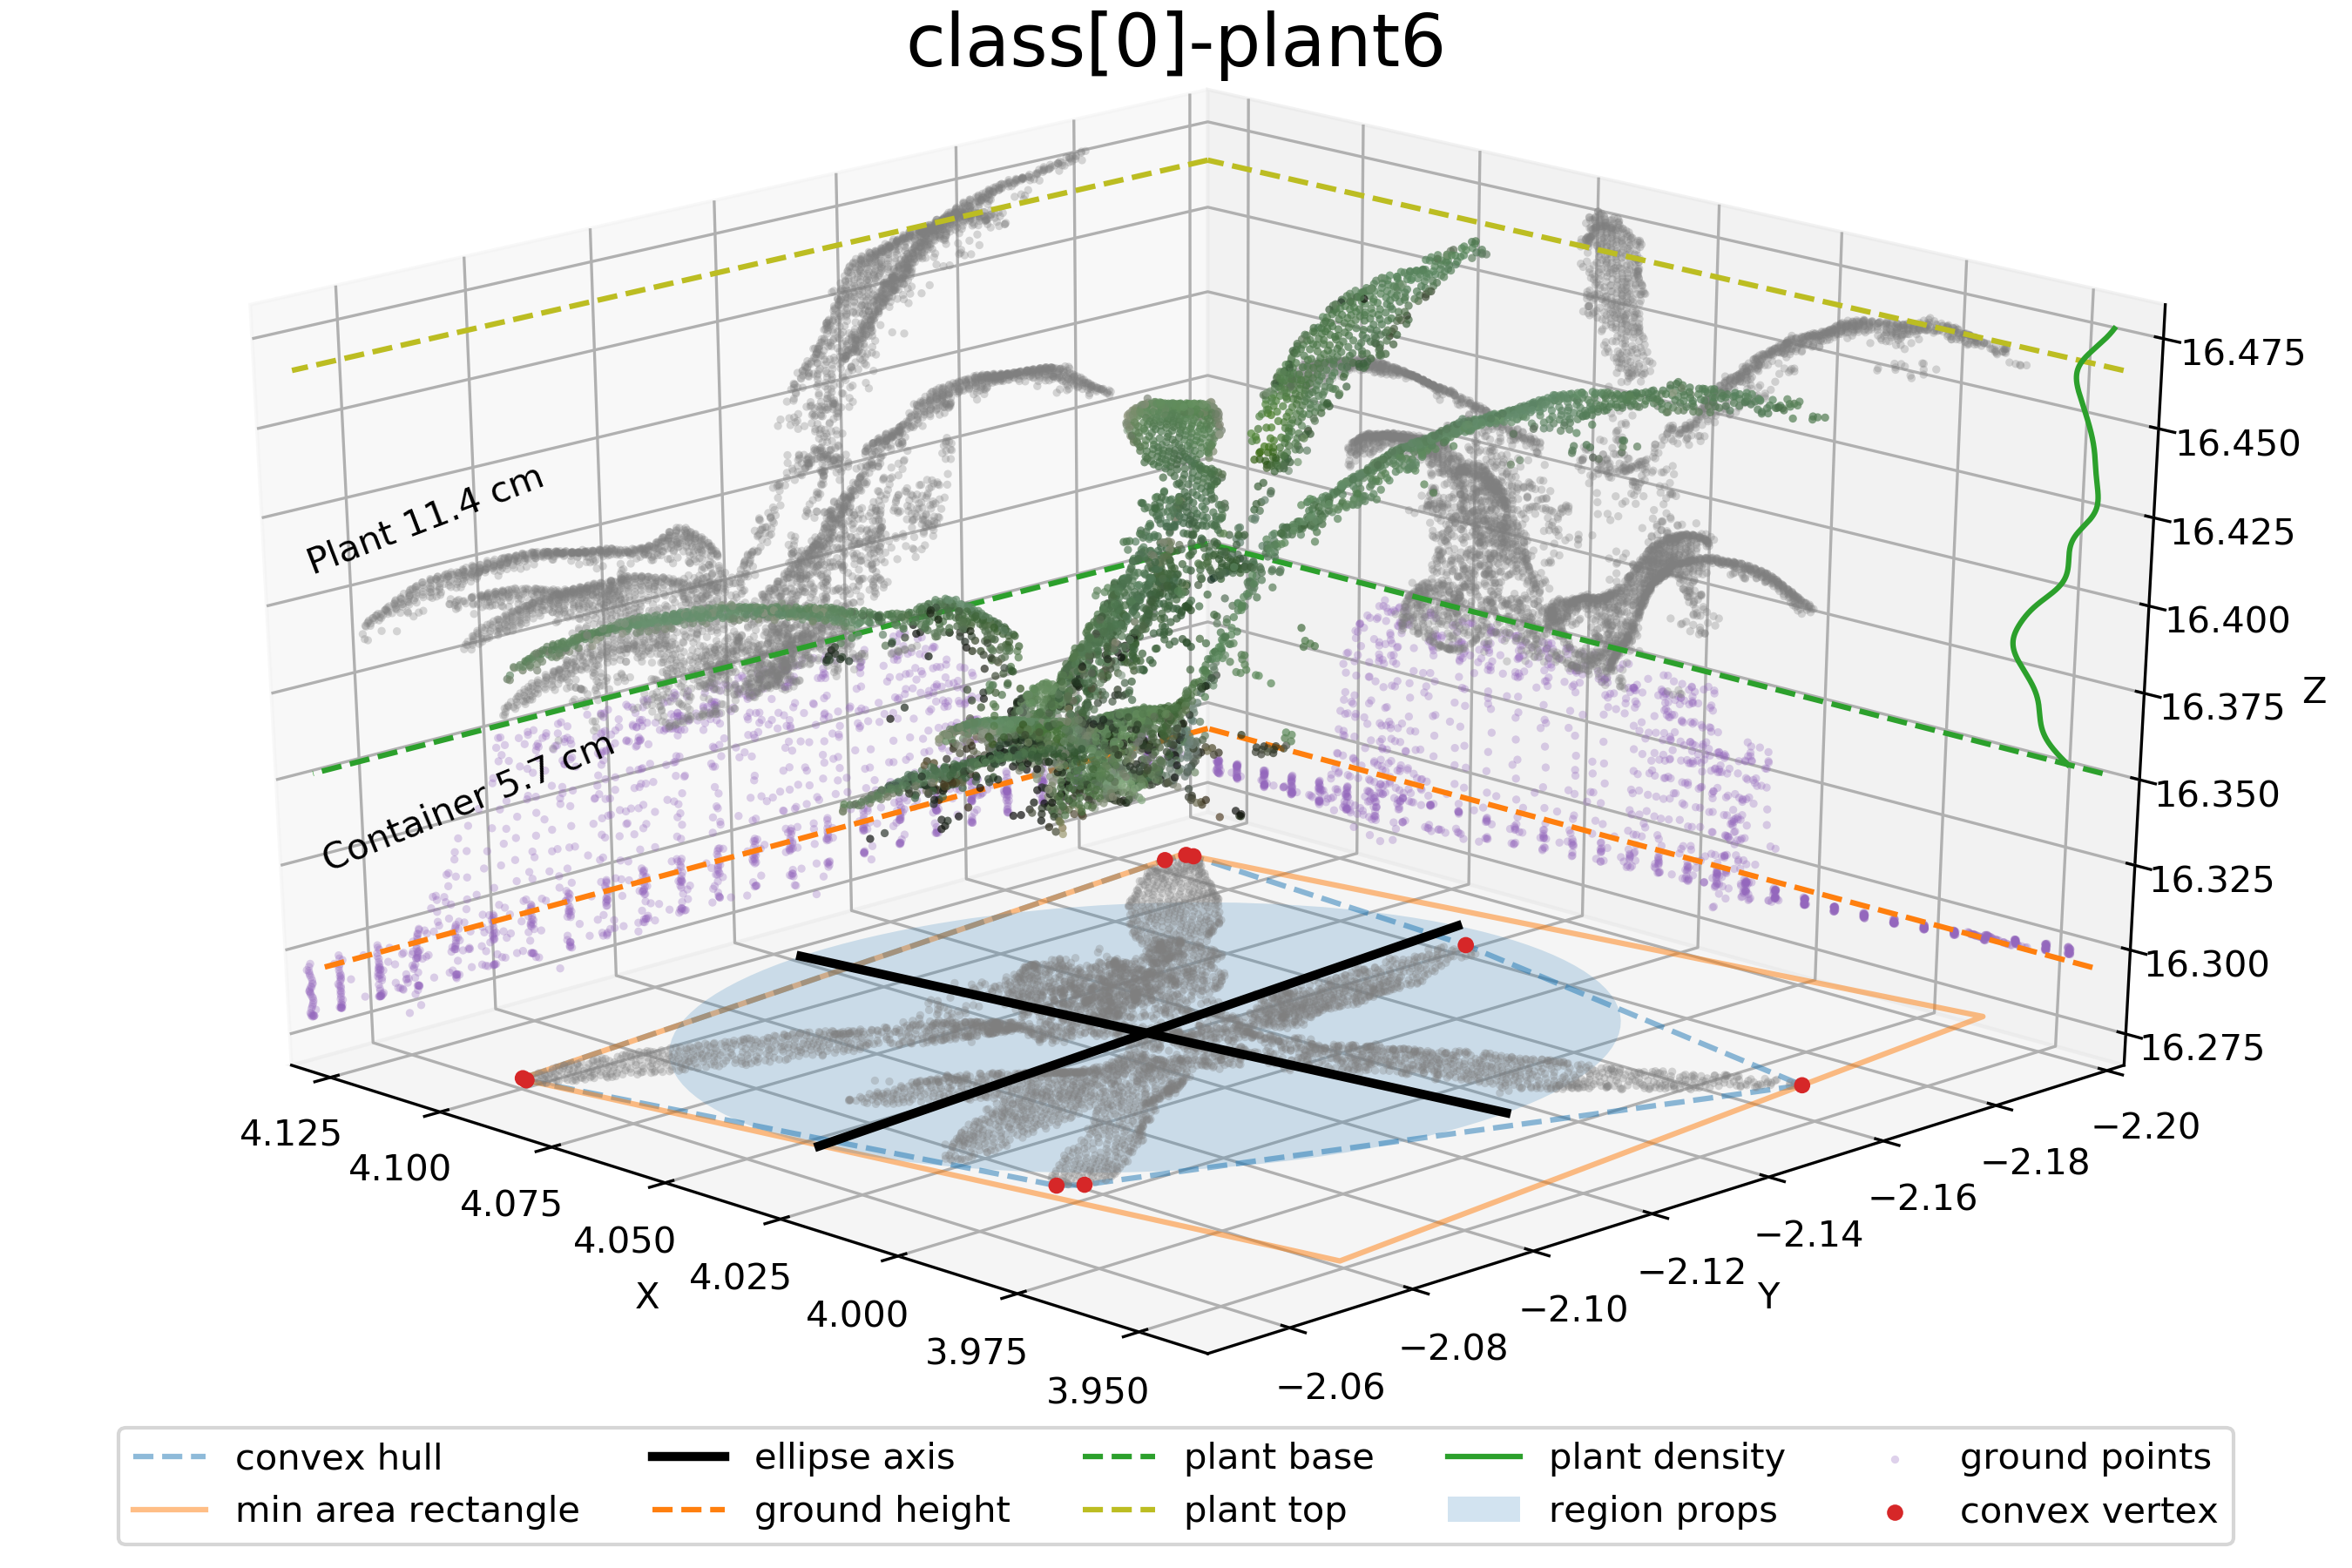 class[0]-plant6
Plant 11.4 cm
Container 5.7 cm
16.475
16.450
16.425
16.400
16.375
16.350
16.325
16.300
16.275
Z
4.125
4.100
4.075
4.050
4.025
4.000
3.975
3.950
X
−2.20
−2.18
−2.16
−2.14
−2.12
−2.10
−2.08
−2.06
Y
convex hull
min area rectangle
ellipse axis
ground height
plant base
plant top
plant density
region props
ground points
convex vertex